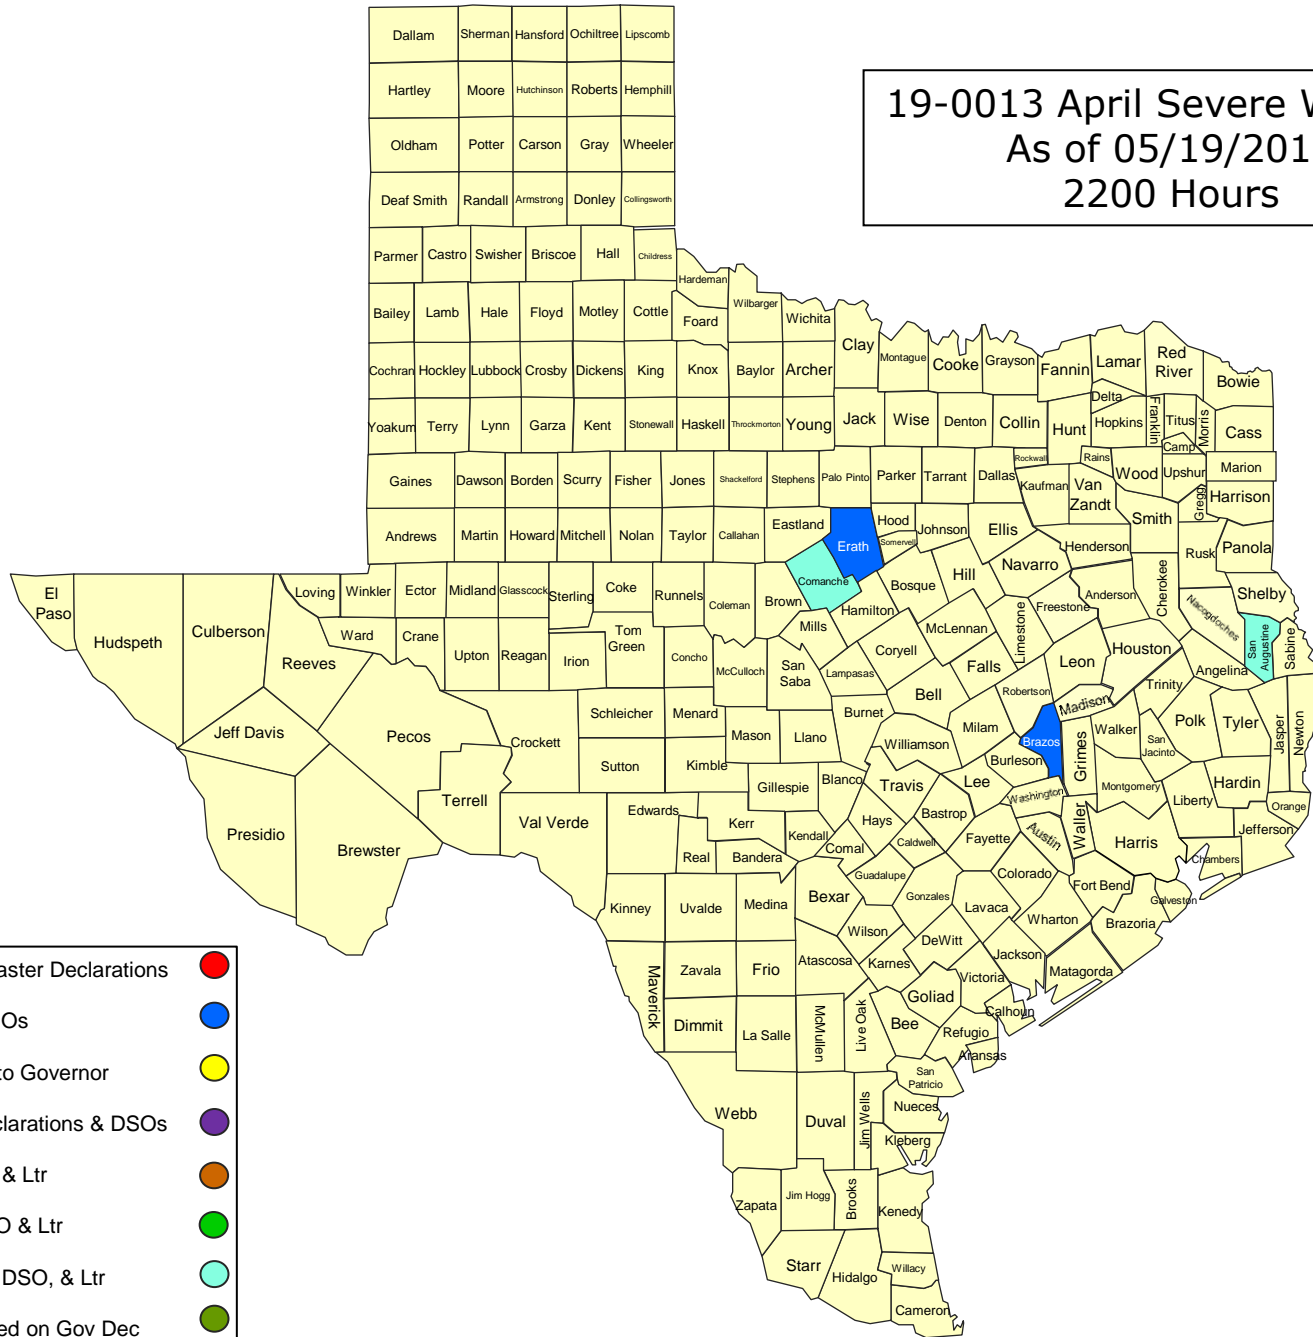 Dallam Sherman Hansford Ochiltree Lipscomb
Hartley Moore Hutchinson Roberts Hemphill
19-0013 April Severe W
As of 05/19/201
2200 Hours
Oldham Potter Carson Gray Wheeler
Deaf Smith Randall Armstrong Donley Collingsworth
Parmer Castro Swisher Briscoe Hall Childress
Hardeman
Bailey Lamb Hale Floyd Motley Cottle Foard Wilbarger Wichita
Clay Montague Cooke Grayson Fannin Lamar Red River Bowie
Cochran Hockley Lubbock Crosby Dickens King Knox Baylor Archer
Delta
Yoakum Terry Lynn Garza Kent Stonewall Haskell Throckmorton Young Jack Wise Denton Collin Hunt Hopkins Franklin Titus Morris Cass
Camp
Rockwall Rains
Gaines Dawson Borden Scurry Fisher Jones Shackelford Stephens Palo Pinto Parker Tarrant Dallas Kaufman Van Zandt Wood Upshur Marion
Gregg Harrison
Andrews Martin Howard Mitchell Nolan Taylor Callahan Eastland Erath Hood Somervell Johnson Ellis Henderson Smith Rusk Panola
El Paso Hudspeth Culberson Loving Winkler Ector Midland Glasscock Sterling Coke Runnels Coleman Brown Comanche Hamilton Bosque Hill Navarro Freestone Anderson Cherokee Nacogdoches Shelby
Reeves Ward Crane Upton Reagan Irion Tom Green Concho McCulloch San Saba Mills Lampasas Coryell McLennan Limestone Falls Leon Houston Angelina San Augustine Sabine
Jeff Davis Pecos Crockett Schleicher Menard Mason Llano Burnet Bell Milam Robertson Madison Trinity
Brazos Grimes Walker San Jacinto Polk Tyler Jasper Newton
Sutton Kimble Gillespie Blanco Williamson Travis Lee Burleson Washington Montgomery Liberty Hardin Orange
Presidio Brewster Terrell Val Verde Edwards Kerr Real Bandera Kendall Comal Hays Caldwell Bastrop Fayette Austin Waller Harris Chambers Jefferson
Kinney Uvalde Medina Bexar Guadalupe Gonzales Lavaca Colorado Wharton Fort Bend Brazoria Galveston
Maverick Zavala Frio Atascosa Wilson Karnes DeWitt Victoria Jackson Matagorda
Dimmit La Salle McMullen Live Oak Bee Goliad Refugio Calhoun Aransas
San Patricio
Webb Duval Jim Wells Nueces
Kleberg
Zapata Jim Hogg Brooks Kenedy
Starr Hidalgo Willacy
Cameron
aster Declarations
Os
to Governor
clarations & DSOs
& Ltr
O & Ltr
DSO, & Ltr
ed on Gov Dec